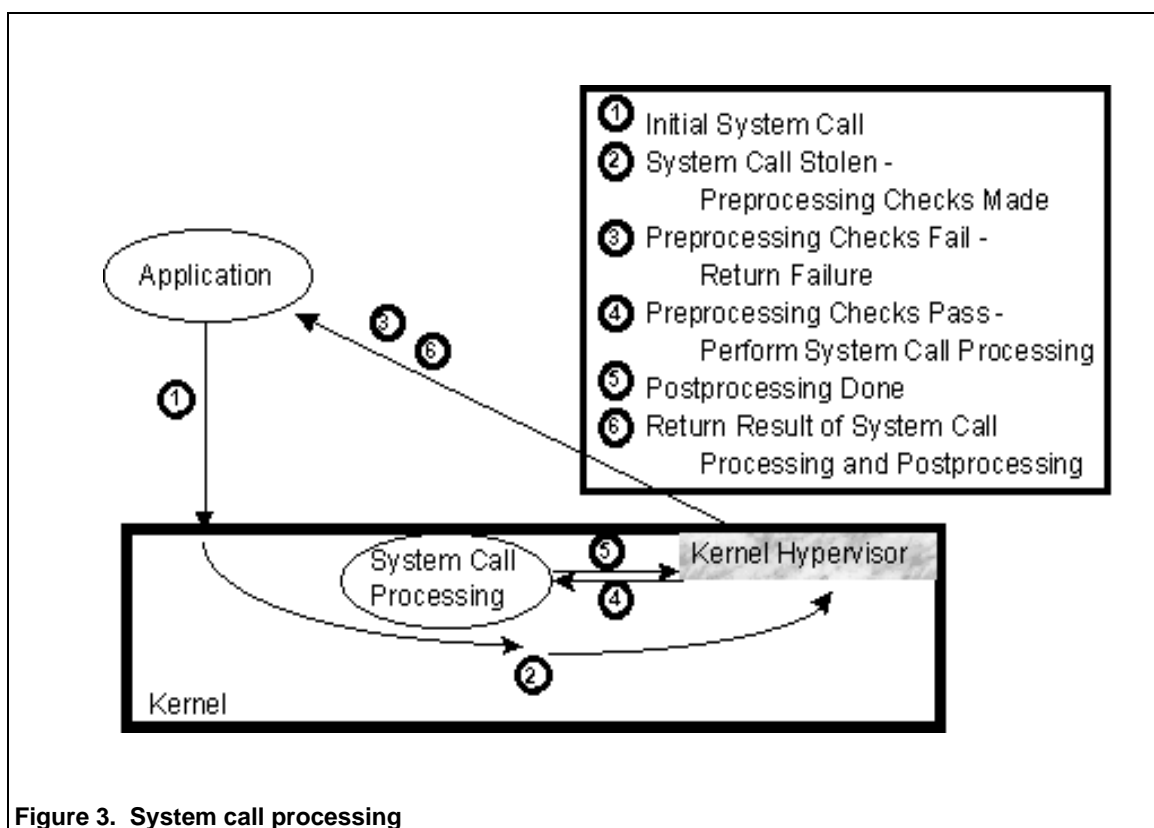 ① Initial System Call
② System Call Stolen -
Preprocessing Checks Made
③ Preprocessing Checks Fail -
Return Failure
④ Preprocessing Checks Pass -
Perform System Call Processing
⑤ Postprocessing Done
⑥ Return Result of System Call
Processing and Postprocessing
Application
③
⑥
①
System Call
Processing
⑤
④
Kernel Hypervisor
②
Kernel
Figure 3. System call processing